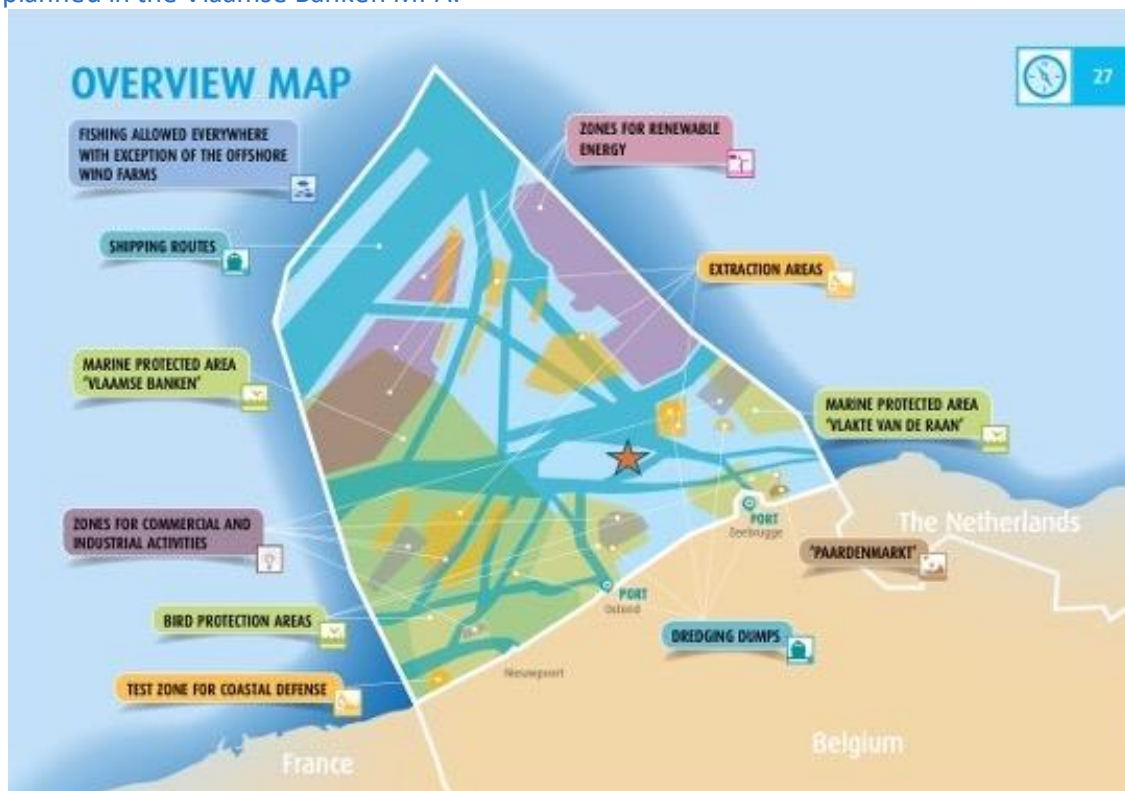 planned in the Vlaamse Banken MPA.
OVERVIEW MAP
27
FISHING ALLOWED EVERYWHERE
WITH EXCEPTION OF THE OFFSHORE
WIND FARMS
ZONES FOR RENEWABLE
ENERGY
SHIPPING ROUTES
EXTRACTION AREAS
MARINE PROTECTED AREA
'VLAAMSE BANKEN'
MARINE PROTECTED AREA
'VLAKTE VAN DE RAAN'
ZONES FOR COMMERCIAL AND
INDUSTRIAL ACTIVITIES
PORT
Zeebrugge
The Netherlands
'PAARDENMARKT'
PORT
Ostend
BIRD PROTECTION AREAS
DREDGING DUMPS
Nieuwpoort
TEST ZONE FOR COASTAL DEFENSE
Belgium
France